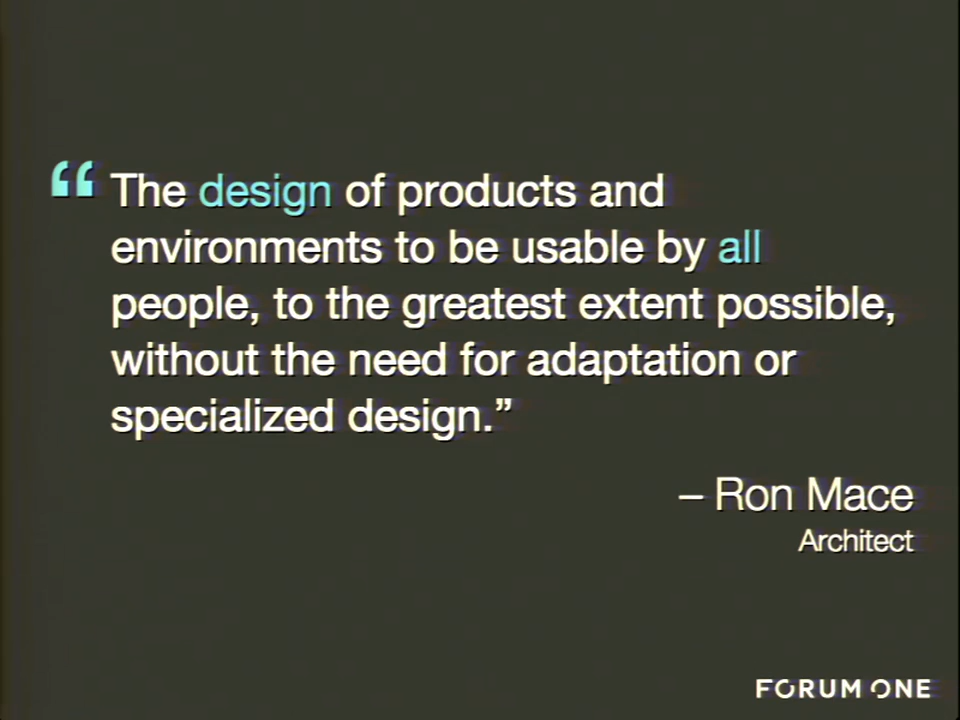 “The design of products and
environments to be usable by all
people, to the greatest extent possible,
without the need for adaptation or
specialized design.”
– Ron Mace
Architect
FORUM ONE